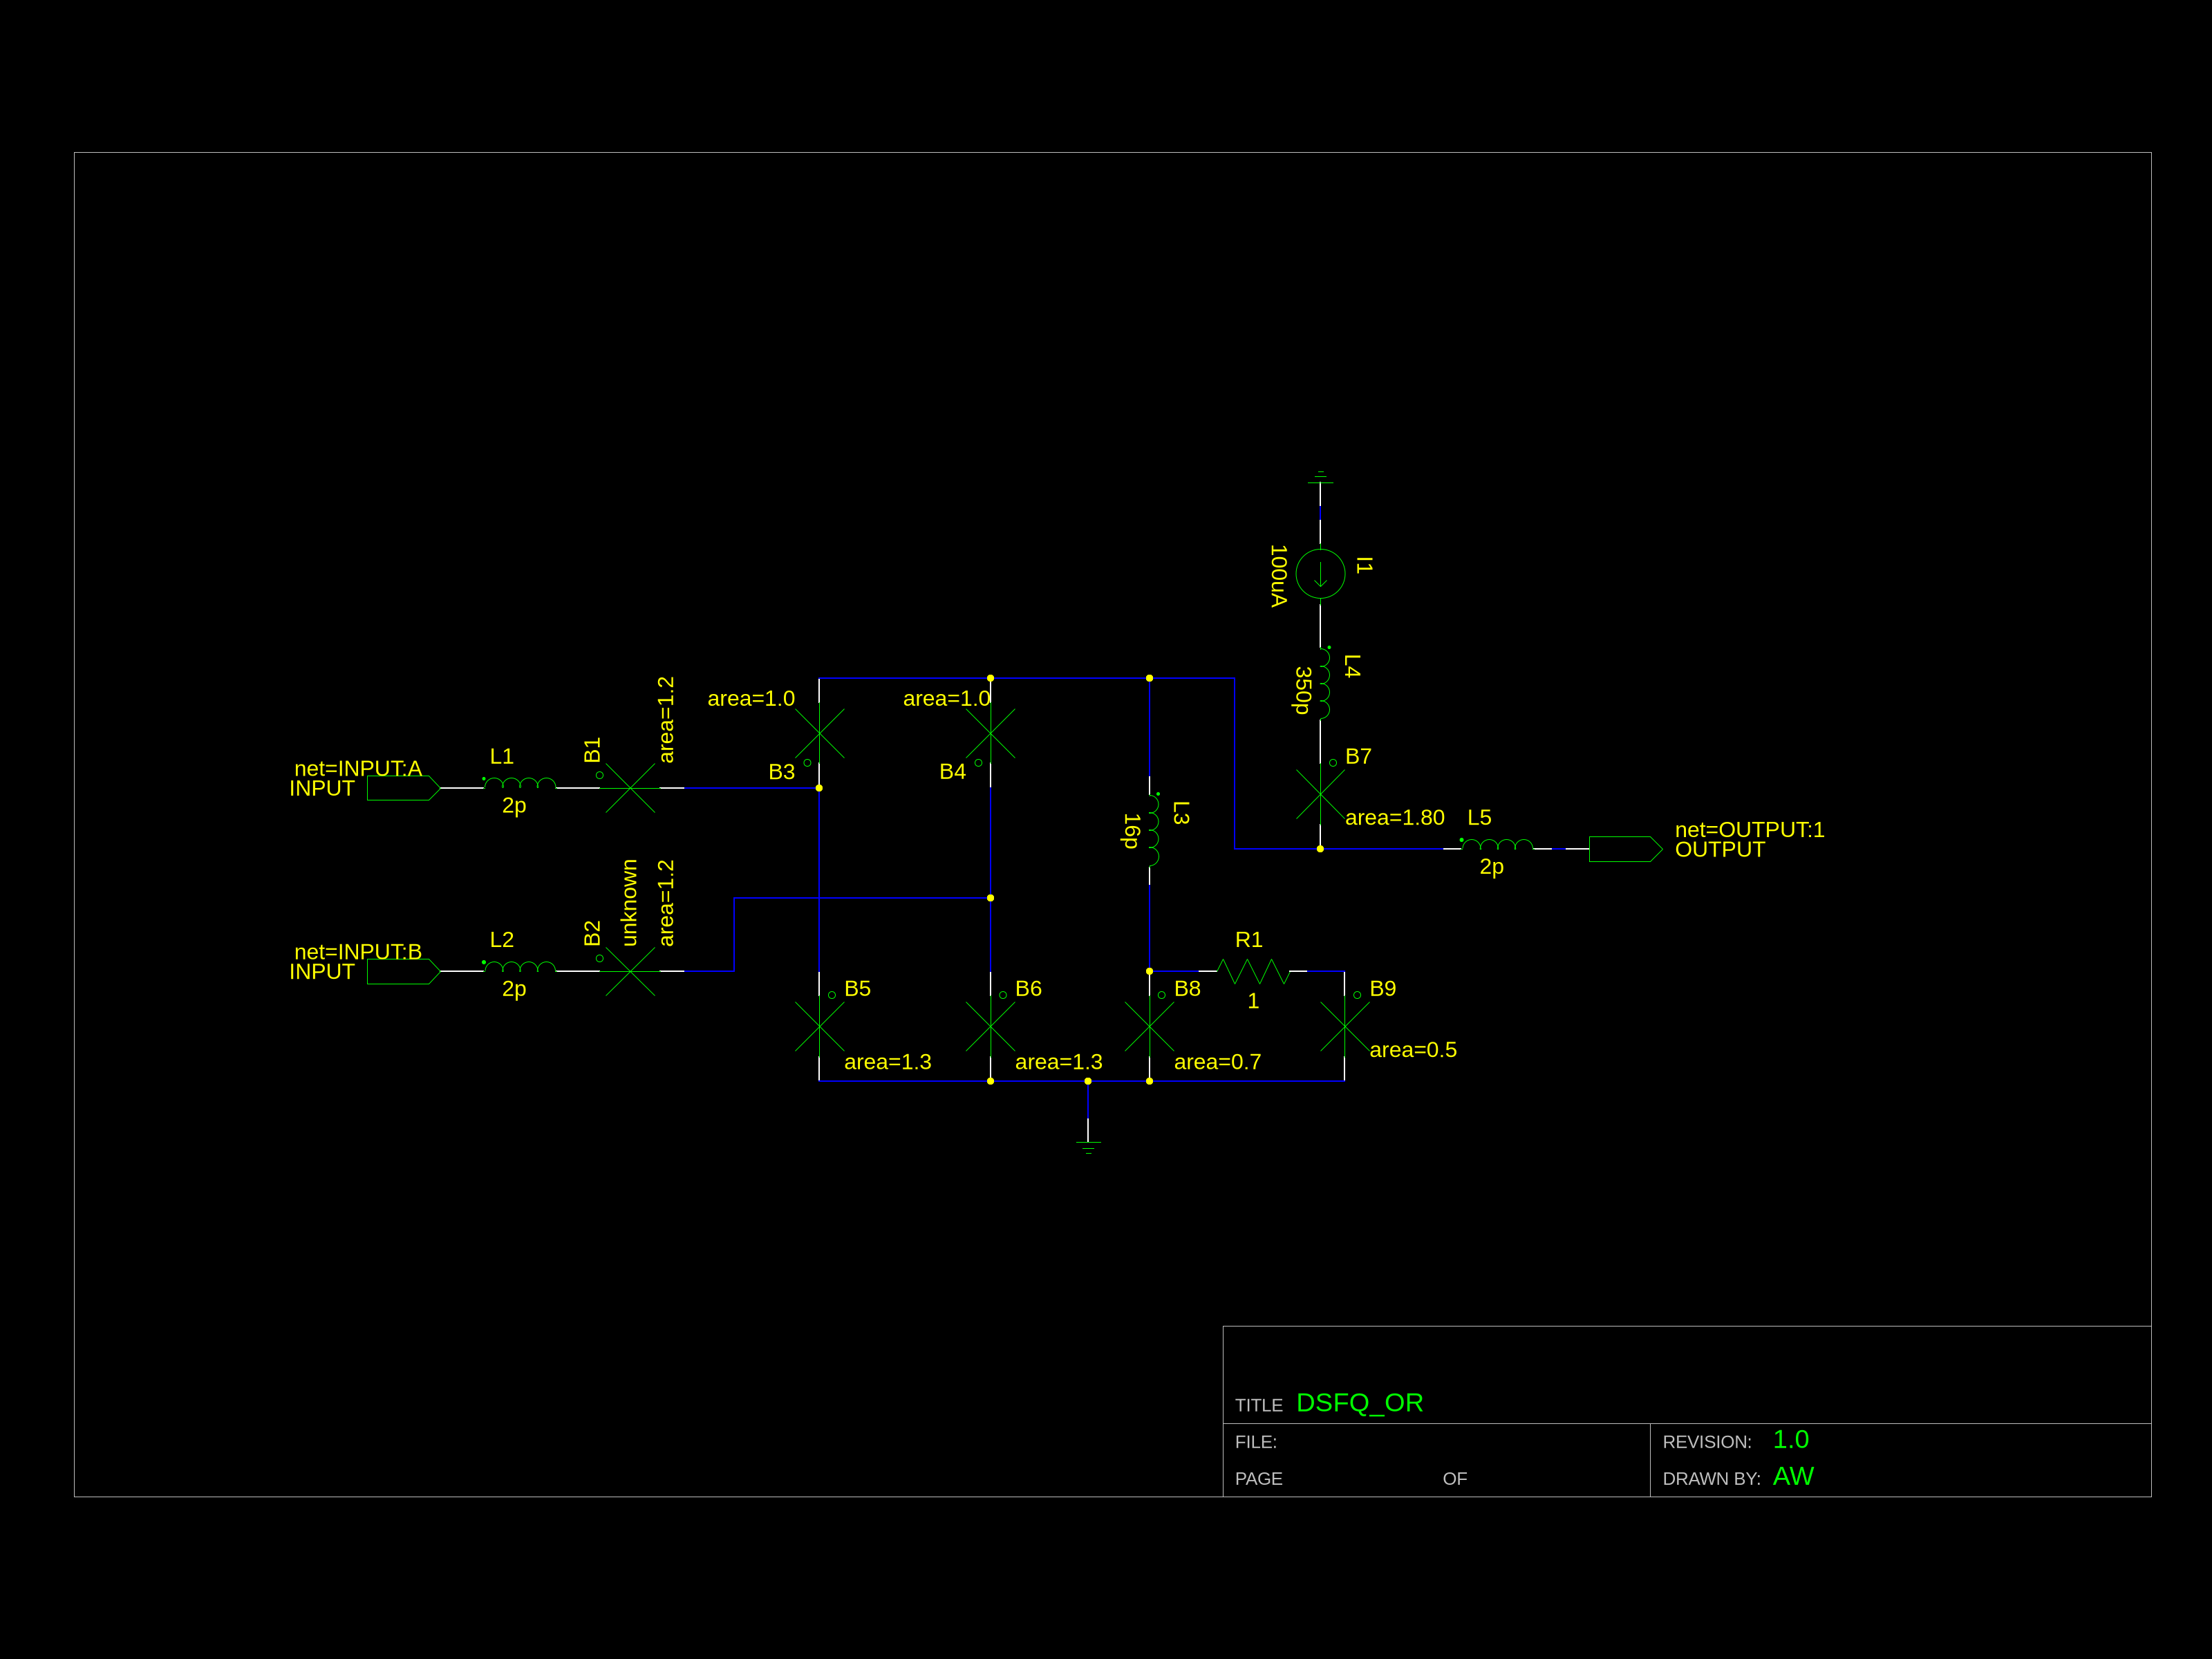 I1
100uA
L4
350p
area=1.2
area=1.0
area=1.0
B1
L1
net=INPUT:A
INPUT
2p
B3
B4
B7
area=1.80
L3
16p
L5
2p
net=OUTPUT:1
OUTPUT
unknown
area=1.2
B2
L2
net=INPUT:B
INPUT
2p
R1
1
B5
area=1.3
B6
area=1.3
B8
area=0.7
B9
area=0.5
TITLE DSFQ_OR
FILE:
REVISION: 1.0
PAGE OF
DRAWN BY: AW